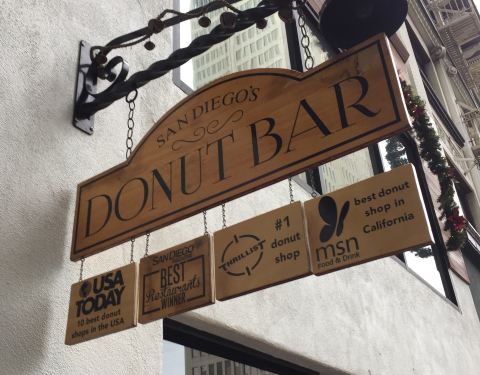 SAN DIEGO'S
DONUT BAR
USA
TODAY
10 best donut
shops in the USA
SAN DIEGO
BEST
Restaurants
WINNER
THRILLIST
#1
donut
shop
msn
Food & Drink
best donut
shop in
California